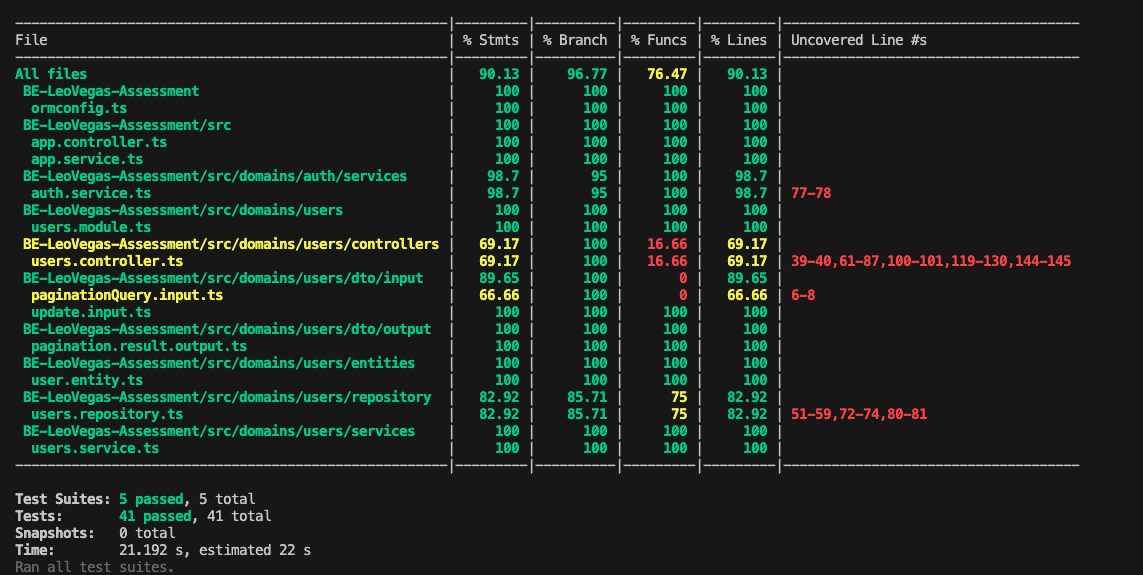 File | % Stmts | % Branch | % Funcs | % Lines | Uncovered Line #s
All files | 90.13 | 96.77 | 76.47 | 90.13 |
BE-LeoVegas-Assessment | 100 | 100 | 100 | 100 |
ormconfig.ts | 100 | 100 | 100 | 100 |
BE-LeoVegas-Assessment/src | 100 | 100 | 100 | 100 |
app.controller.ts | 100 | 100 | 100 | 100 |
app.service.ts | 100 | 100 | 100 | 100 |
BE-LeoVegas-Assessment/src/domains/auth/services | 98.7 | 95 | 100 | 98.7 |
auth.service.ts | 98.7 | 95 | 100 | 98.7 | 77-78
BE-LeoVegas-Assessment/src/domains/users | 100 | 100 | 100 | 100 |
users.module.ts | 100 | 100 | 100 | 100 |
BE-LeoVegas-Assessment/src/domains/users/controllers | 69.17 | 100 | 16.66 | 69.17 |
users.controller.ts | 69.17 | 100 | 16.66 | 69.17 | 39-40,61-87,100-101,119-130,144-145
BE-LeoVegas-Assessment/src/domains/users/dto/input | 89.65 | 100 | 0 | 89.65 |
paginationQuery.input.ts | 66.66 | 100 | 0 | 66.66 | 6-8
update.input.ts | 100 | 100 | 100 | 100 |
BE-LeoVegas-Assessment/src/domains/users/dto/output | 100 | 100 | 100 | 100 |
pagination.result.output.ts | 100 | 100 | 100 | 100 |
BE-LeoVegas-Assessment/src/domains/users/entities | 100 | 100 | 100 | 100 |
user.entity.ts | 100 | 100 | 100 | 100 |
BE-LeoVegas-Assessment/src/domains/users/repository | 82.92 | 85.71 | 75 | 82.92 |
users.repository.ts | 82.92 | 85.71 | 75 | 82.92 | 51-59,72-74,80-81
BE-LeoVegas-Assessment/src/domains/users/services | 100 | 100 | 100 | 100 |
users.service.ts | 100 | 100 | 100 | 100 |
Test Suites: 5 passed, 5 total
Tests: 41 passed, 41 total
Snapshots: 0 total
Time: 21.192 s, estimated 22 s
Ran all test suites.